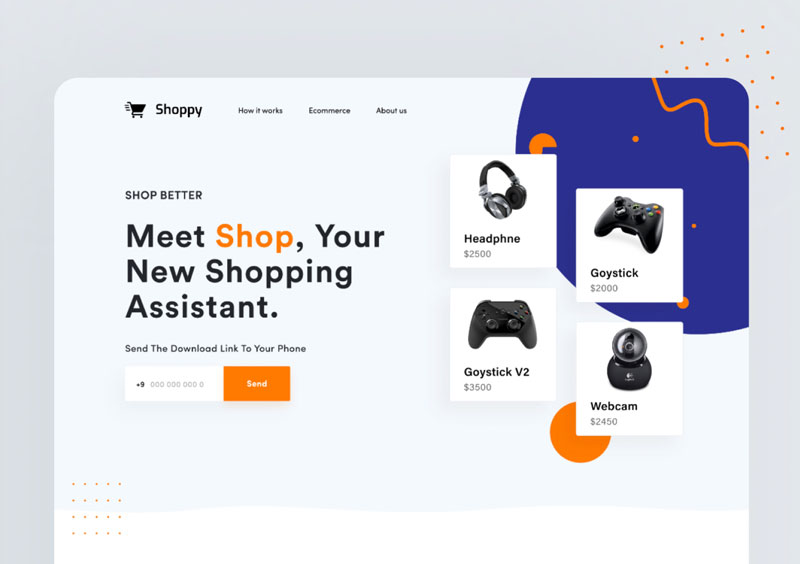 Shoppy
How it works
Ecommerce
About us
SHOP BETTER
Meet Shop, Your
New Shopping
Assistant.
Send The Download Link To Your Phone
+9 000 000 000 0
Send
Headphne
$2500
Goystick
$2000
Goystick V2
$3500
Webcam
$2450